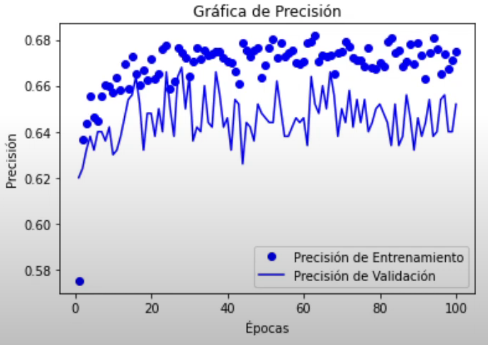 Gráfica de Precisión
0.68
0.66
0.64
0.62
0.60
0.58
Precisión
Precisión de Entrenamiento
Precisión de Validación
0
20
40
60
80
100
Épocas